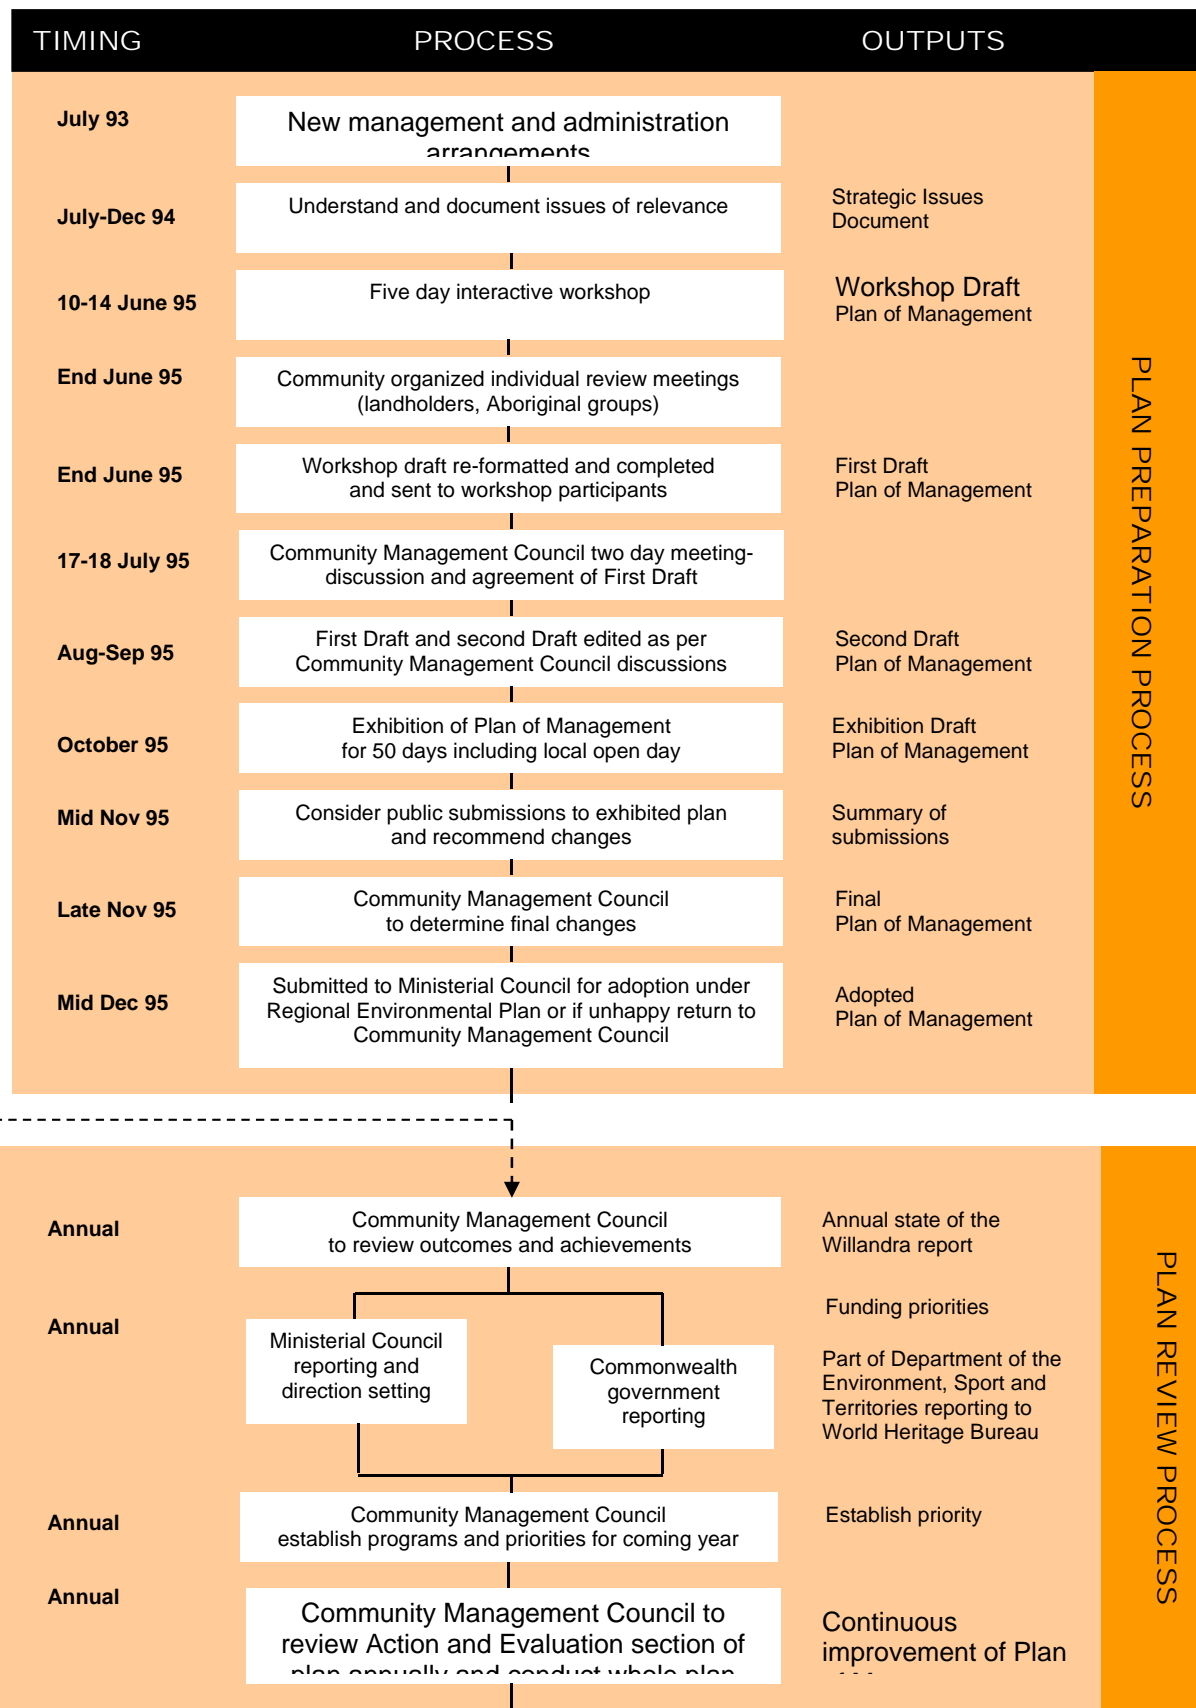 TIMING PROCESS OUTPUTS
July 93
New management and administration
arrangements
July-Dec 94
Understand and document issues of relevance
Strategic Issues
Document
10-14 June 95
Five day interactive workshop
Workshop Draft
Plan of Management
End June 95
Community organized individual review meetings
(landholders, Aboriginal groups)
End June 95
Workshop draft re-formatted and completed
and sent to workshop participants
First Draft
Plan of Management
17-18 July 95
Community Management Council two day meeting-
discussion and agreement of First Draft
Aug-Sep 95
First Draft and second Draft edited as per
Community Management Council discussions
Second Draft
Plan of Management
October 95
Exhibition of Plan of Management
for 50 days including local open day
Exhibition Draft
Plan of Management
Mid Nov 95
Consider public submissions to exhibited plan
and recommend changes
Summary of
submissions
Late Nov 95
Community Management Council
to determine final changes
Final
Plan of Management
Mid Dec 95
Submitted to Ministerial Council for adoption under
Regional Environmental Plan or if unhappy return to
Community Management Council
Adopted
Plan of Management
PLAN PREPARATION PROCESS
Annual
Community Management Council
to review outcomes and achievements
Annual state of the
Willandra report
Annual
Ministerial Council
reporting and
direction setting
Commonwealth
government
reporting
Funding priorities
Part of Department of the
Environment, Sport and
Territories reporting to
World Heritage Bureau
Annual
Community Management Council
establish programs and priorities for coming year
Establish priority
Annual
Community Management Council to
review Action and Evaluation section of
plan annually and conduct whole plan
Continuous
improvement of Plan
PLAN REVIEW PROCESS